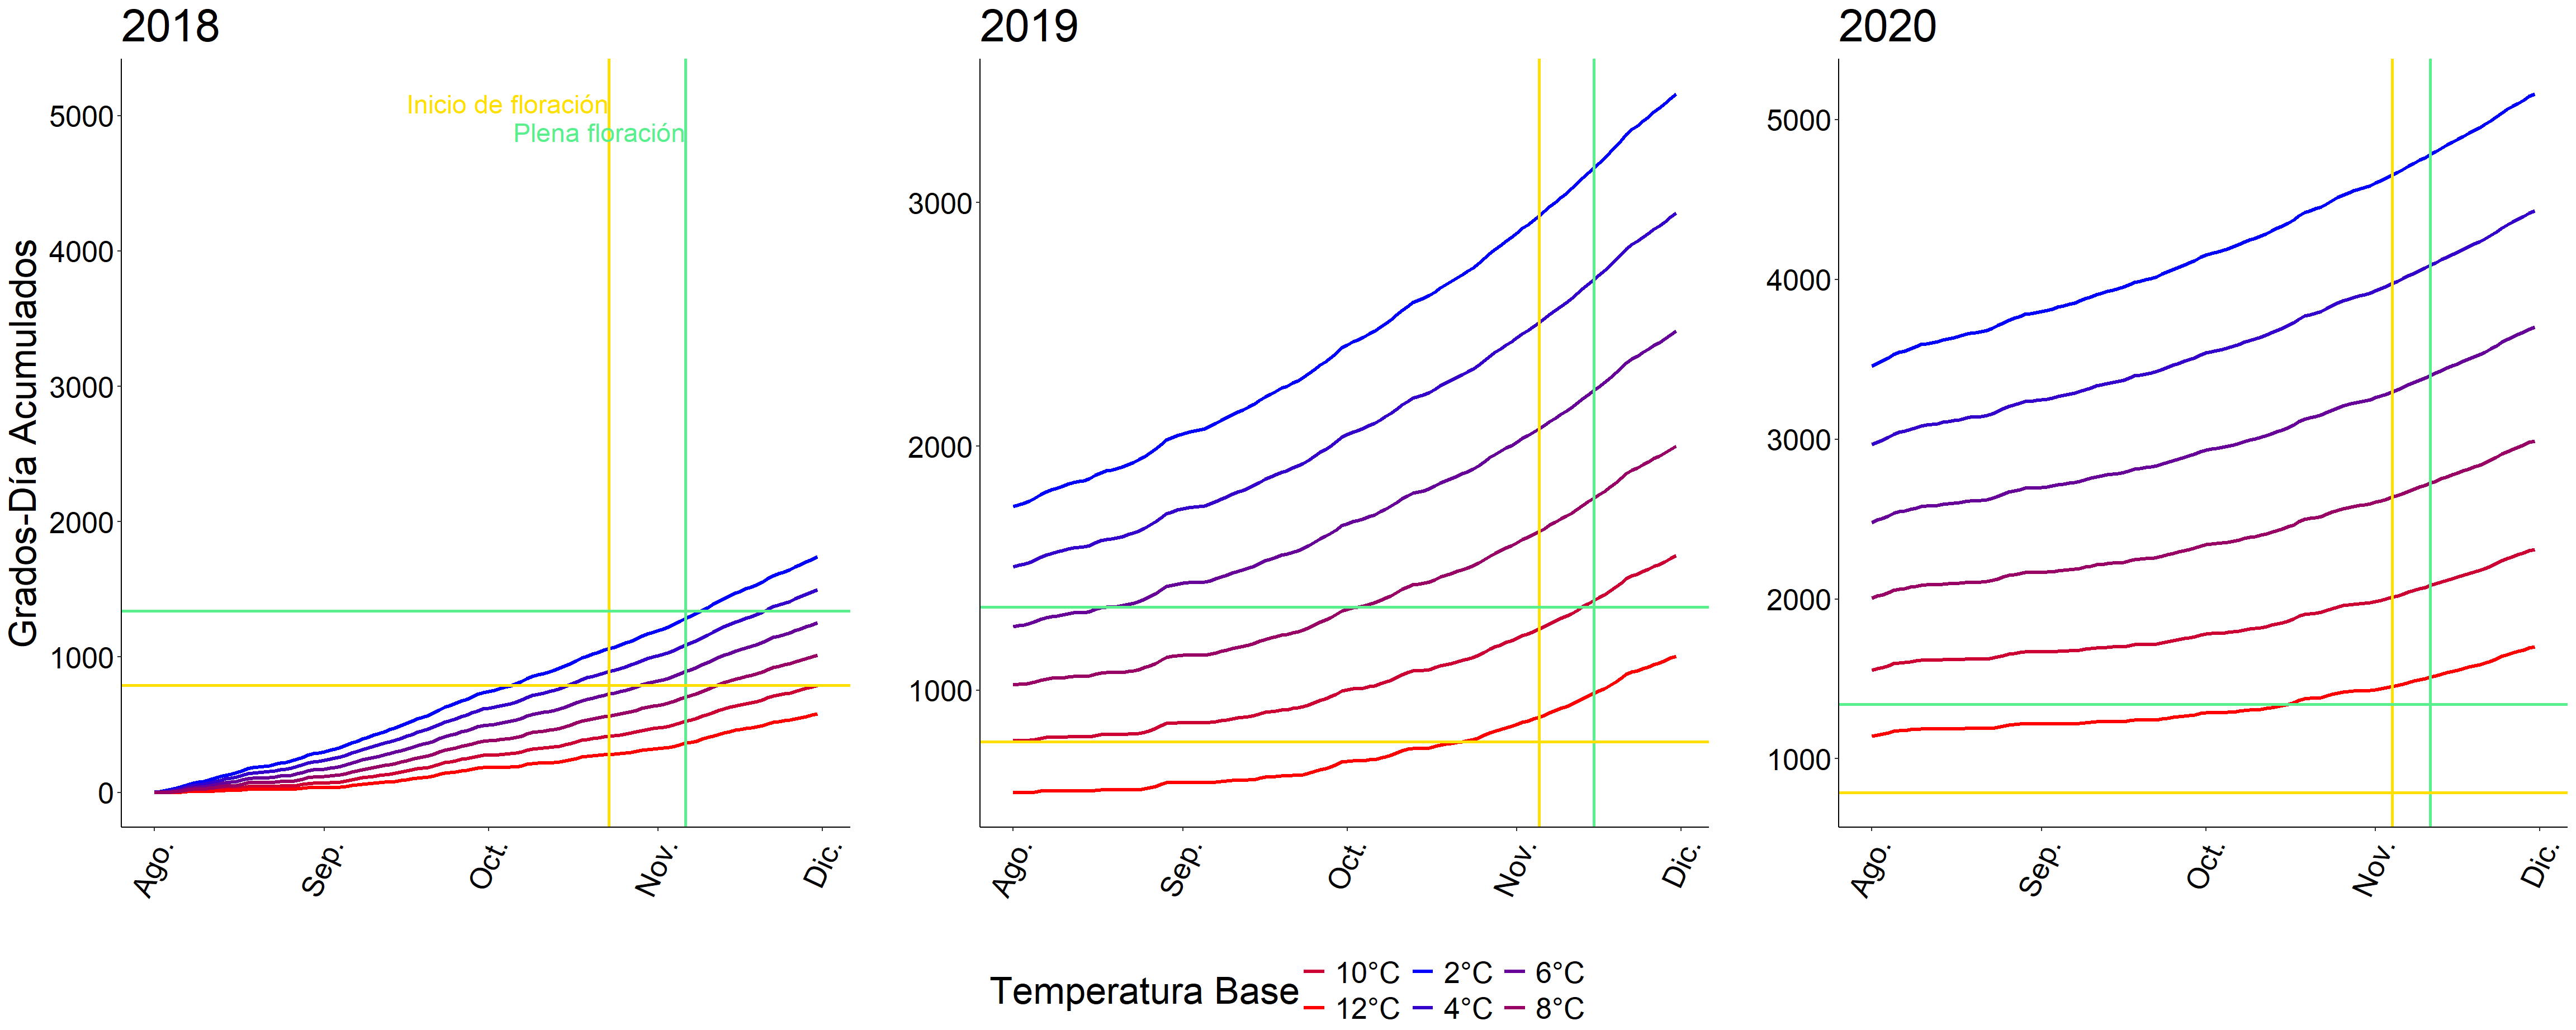 2018
2019
2020
Grados-Día Acumulados
5000
4000
3000
2000
1000
0
Inicio de floración
Plena floración
Ago.
Sep.
Oct.
Nov.
Dic.
3000
2000
1000
Ago.
Sep.
Oct.
Nov.
Dic.
5000
4000
3000
2000
1000
Ago.
Sep.
Oct.
Nov.
Dic.
Temperatura Base
10°C 2°C 6°C
12°C 4°C 8°C